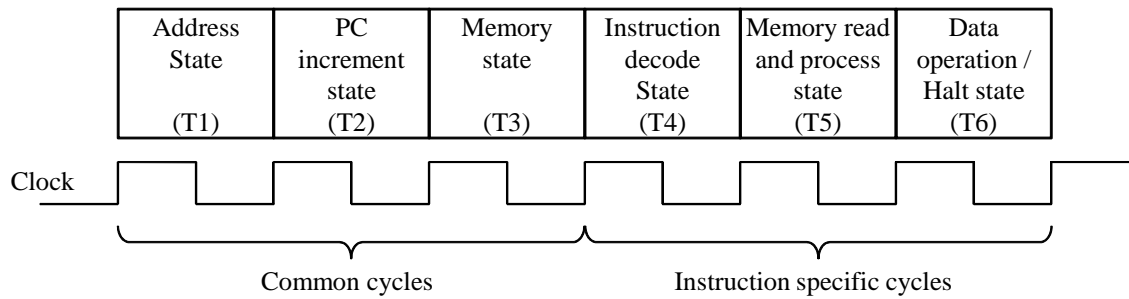 Address
State
(T1)
PC
increment
state
(T2)
Memory
state
(T3)
Instruction
decode
State
(T4)
Memory read
and process
state
(T5)
Data
operation /
Halt state
(T6)
Clock
Common cycles
Instruction specific cycles